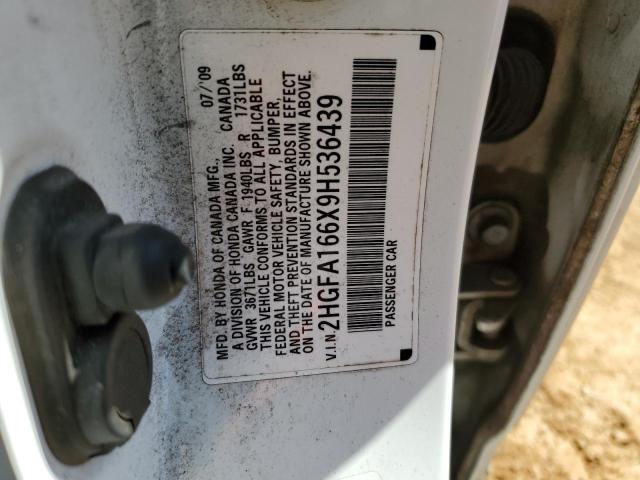 MFD. BY HONDA OF CANADA MFG., 07/'09
A DIVISION OF HONDA CANADA INC. CANADA
GVWR 3671LBS GAWR F 1940LBS R 1731LBS
THIS VEHICLE CONFORMS TO ALL APPLICABLE
FEDERAL MOTOR VEHICLE SAFETY, BUMPER,
AND THEFT PREVENTION STANDARDS IN EFFECT
ON THE DATE OF MANUFACTURE SHOWN ABOVE.
V.I.N. 2HGFA166X9H536439
PASSENGER CAR